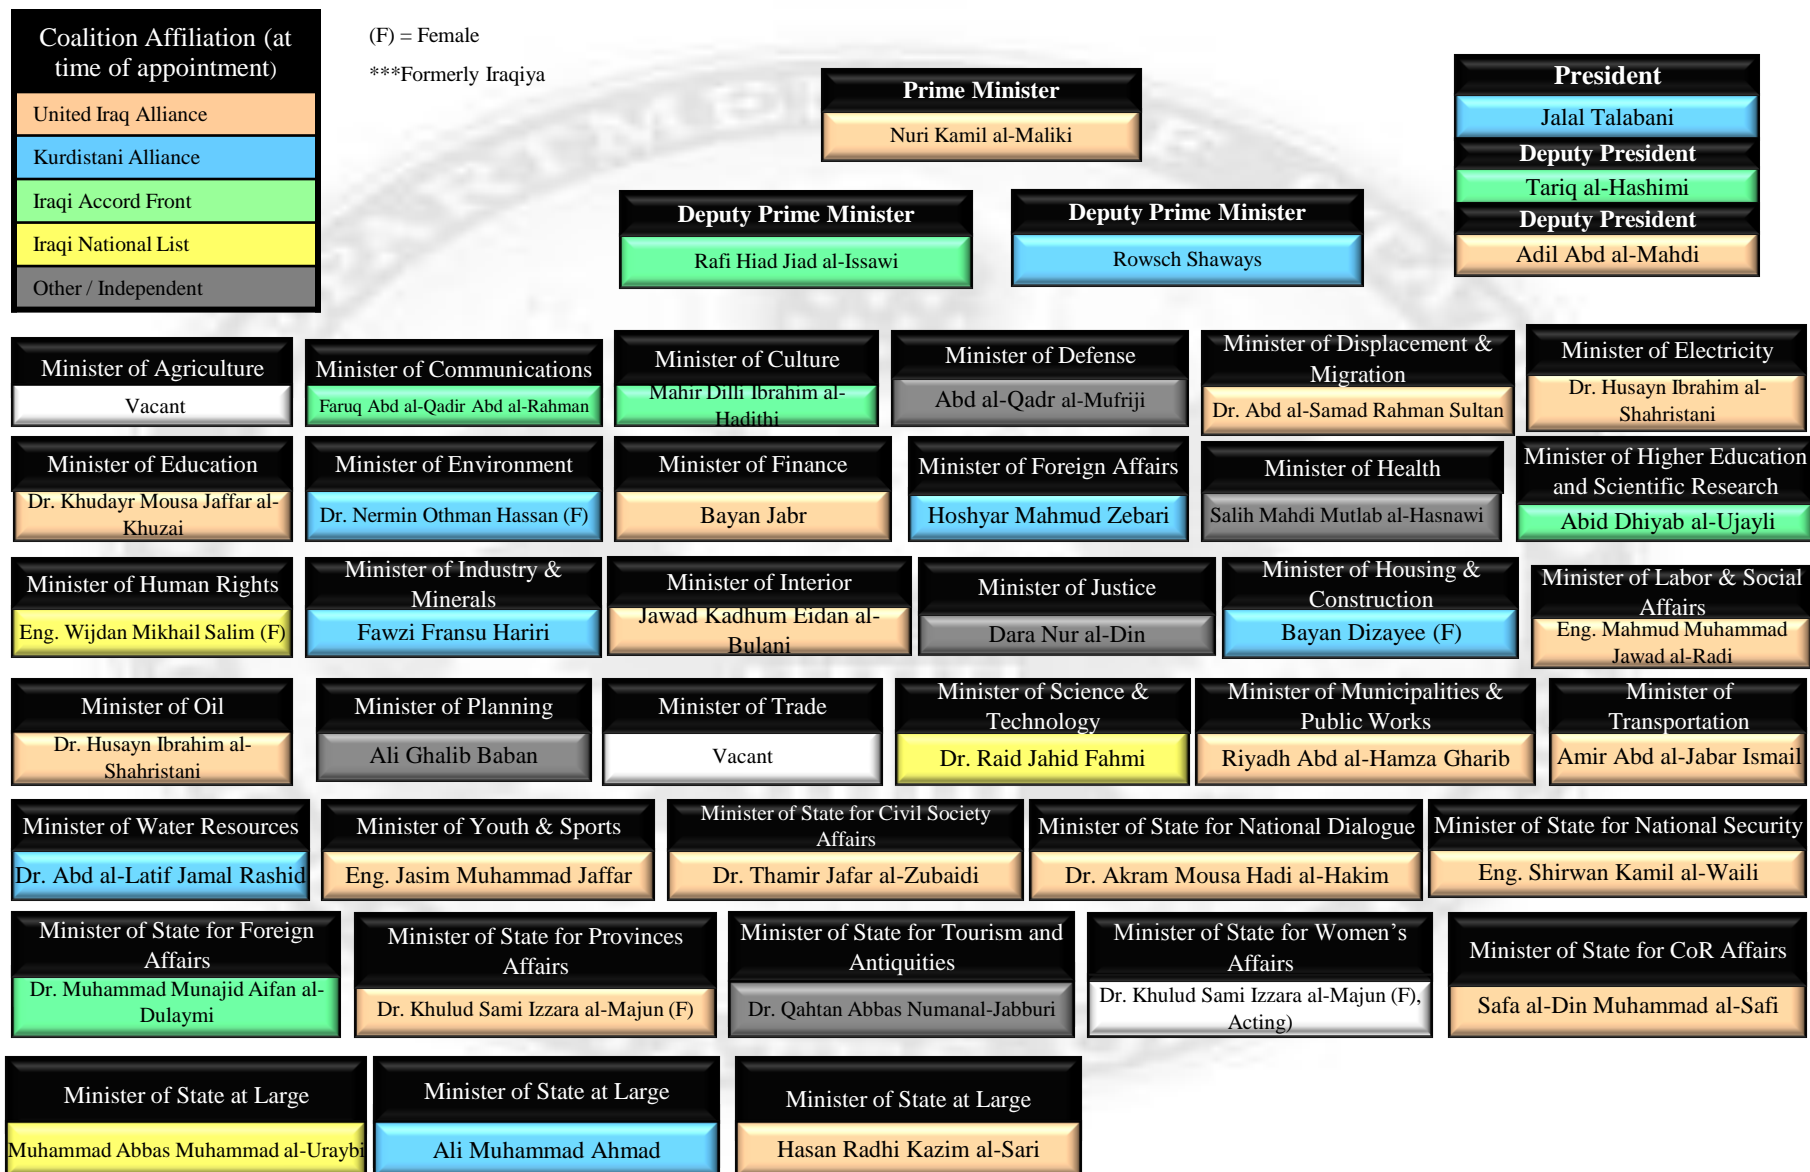 Coalition Affiliation (at
time of appointment)
United Iraq Alliance
Kurdistani Alliance
Iraqi Accord Front
Iraqi National List
Other / Independent
(F) = Female
***Formerly Iraqiya
Prime Minister
Nuri Kamil al-Maliki
President
Jalal Talabani
Deputy President
Tariq al-Hashimi
Deputy President
Adil Abd al-Mahdi
Deputy Prime Minister
Rafi Hiad Jiad al-Issawi
Deputy Prime Minister
Rowsch Shaways
Minister of Agriculture
Vacant
Minister of Communications
Faruq Abd al-Qadir Abd al-Rahman
Minister of Culture
Mahir Dilli Ibrahim al-
Hadithi
Minister of Defense
Abd al-Qadr al-Mufriji
Minister of Displacement &
Migration
Dr. Abd al-Samad Rahman Sultan
Minister of Electricity
Dr. Husayn Ibrahim al-
Shahristani
Minister of Education
Dr. Khudayr Mousa Jaffar al-
Khuzai
Minister of Environment
Dr. Nermin Othman Hassan (F)
Minister of Finance
Bayan Jabr
Minister of Foreign Affairs
Hoshyar Mahmud Zebari
Minister of Health
Salih Mahdi Mutlab al-Hasnawi
Minister of Higher Education
and Scientific Research
Abid Dhiyab al-Ujayli
Minister of Human Rights
Eng. Wijdan Mikhail Salim (F)
Minister of Industry &
Minerals
Fawzi Fransu Hariri
Minister of Interior
Jawad Kadhum Eidan al-
Bulani
Minister of Justice
Dara Nur al-Din
Minister of Housing &
Construction
Bayan Dizayee (F)
Minister of Labor & Social
Affairs
Eng. Mahmud Muhammad
Jawad al-Radi
Minister of Oil
Dr. Husayn Ibrahim al-
Shahristani
Minister of Planning
Ali Ghalib Baban
Minister of Trade
Vacant
Minister of Science &
Technology
Dr. Raid Jahid Fahmi
Minister of Municipalities &
Public Works
Riyadh Abd al-Hamza Gharib
Minister of
Transportation
Amir Abd al-Jabar Ismail
Minister of Water Resources
Dr. Abd al-Latif Jamal Rashid
Minister of Youth & Sports
Eng. Jasim Muhammad Jaffar
Minister of State for Civil Society
Affairs
Dr. Thamir Jafar al-Zubaidi
Minister of State for National Dialogue
Dr. Akram Mousa Hadi al-Hakim
Minister of State for National Security
Eng. Shirwan Kamil al-Waili
Minister of State for Foreign
Affairs
Dr. Muhammad Munajid Aifan al-
Dulaymi
Minister of State for Provinces
Affairs
Dr. Khulud Sami Izzara al-Majun (F)
Minister of State for Tourism and
Antiquities
Dr. Qahtan Abbas Numanal-Jabburi
Minister of State for Women's
Affairs
Dr. Khulud Sami Izzara al-Majun (F),
Acting)
Minister of State for CoR Affairs
Safa al-Din Muhammad al-Safi
Minister of State at Large
Muhammad Abbas Muhammad al-Uraybi
Minister of State at Large
Ali Muhammad Ahmad
Minister of State at Large
Hasan Radhi Kazim al-Sari